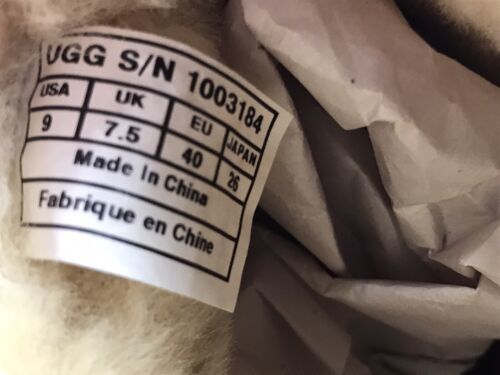 UGG S/N 1003184
USA UK EU JAPAN
9 7.5 40 26
Made In China
Fabrique en Chine